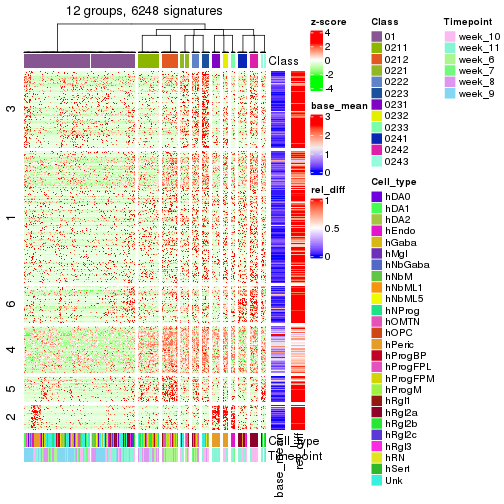 12 groups, 6248 signatures
Class
3
1
6
4
5
2
Cell_type
Timepoint
base_mean
rel_diff
z-score
4
2
0
-2
-4
base_mean
3
2
1
0
rel_diff
1
0.5
0
Class
01
0211
0212
0221
0222
0223
0231
0232
0233
0241
0242
0243
Timepoint
week_10
week_11
week_6
week_7
week_8
week_9
Cell_type
hDA0
hDA1
hDA2
hEndo
hGaba
hMgl
hNbGaba
hNbM
hNbML1
hNbML5
hNProg
hOMTN
hOPC
hPeric
hProgBP
hProgFPL
hProgFPM
hProgM
hRgl1
hRgl2a
hRgl2b
hRgl2c
hRgl3
hRN
hSert
Unk